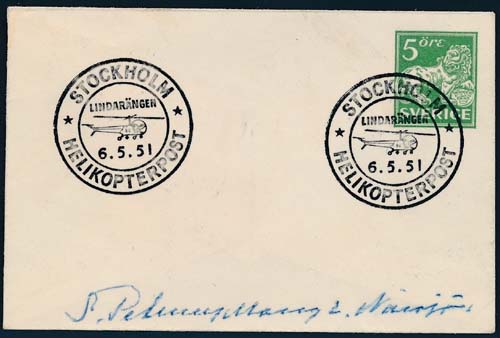 5 öre
SVERIGE
STOCKHOLM
LINDARÄNGEN
6.5.51
HELIKOPTERPOST
STOCKHOLM
LINDARÄNGEN
6.5.51
HELIKOPTERPOST